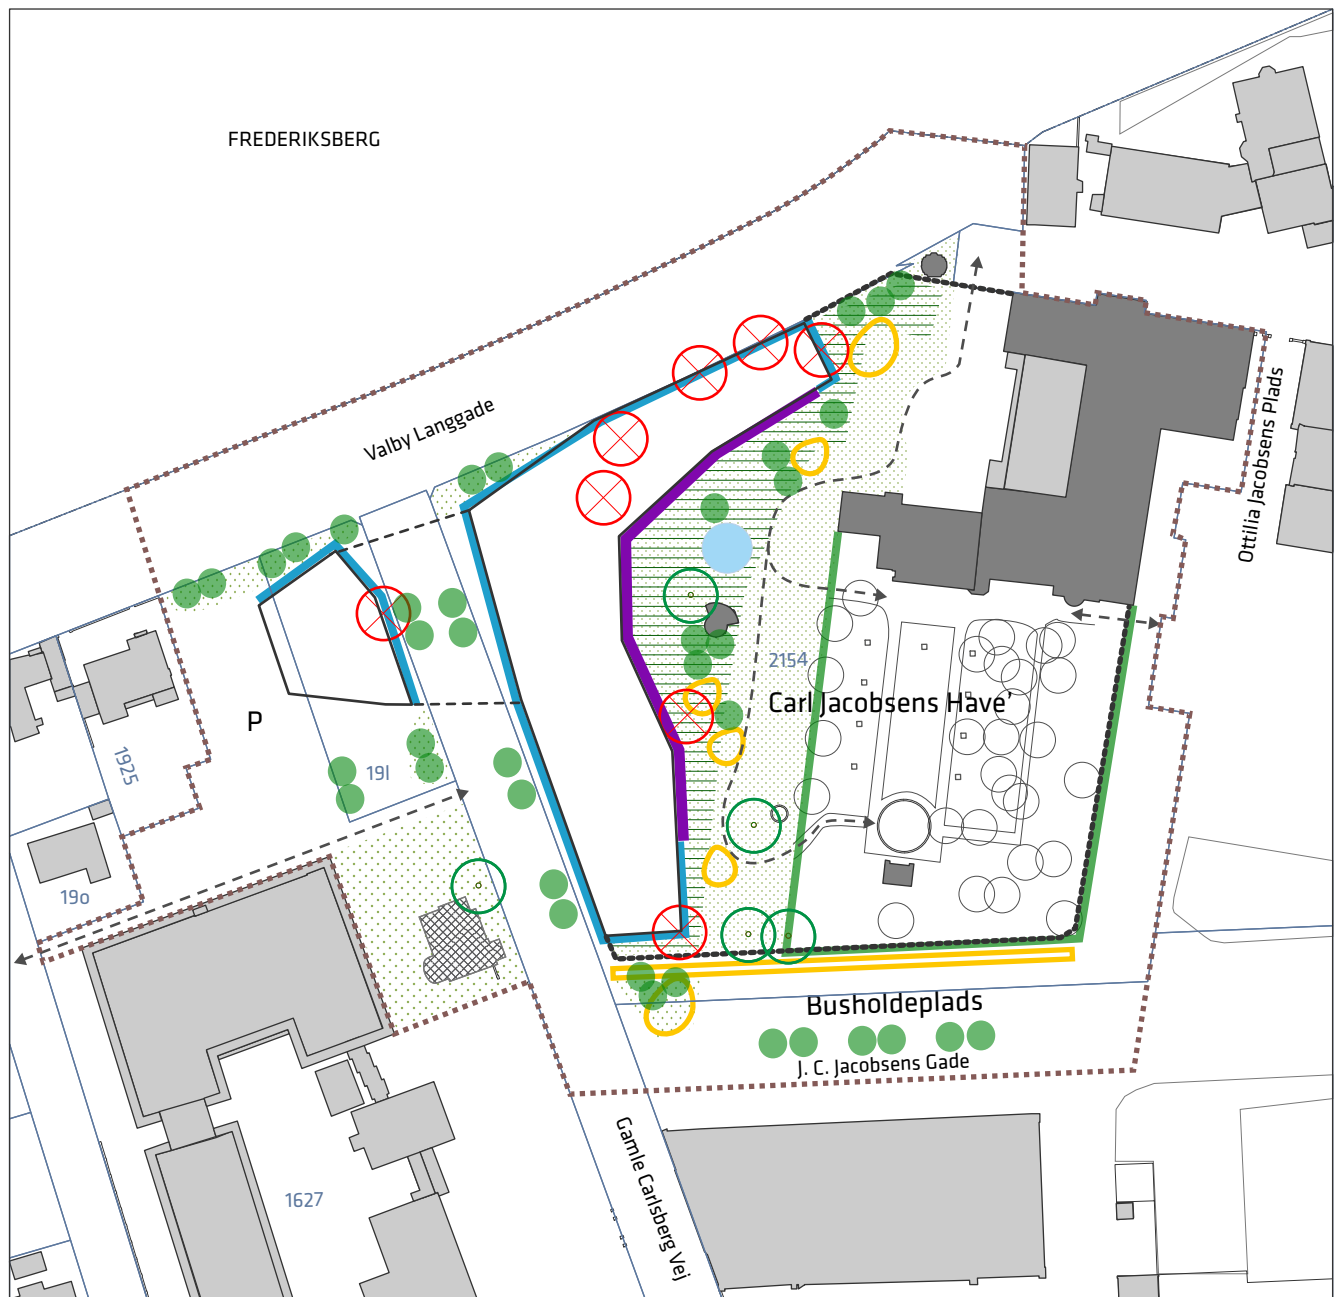 FREDERIKSBERG
Valby Langgade
Ottilia Jacobsens Plads
2154
Carl Jacobsens Have'
P
1925
19l
19o
Busholdeplads
J. C. Jacobsens Gade
Gamle Carlsberg Vej
1627